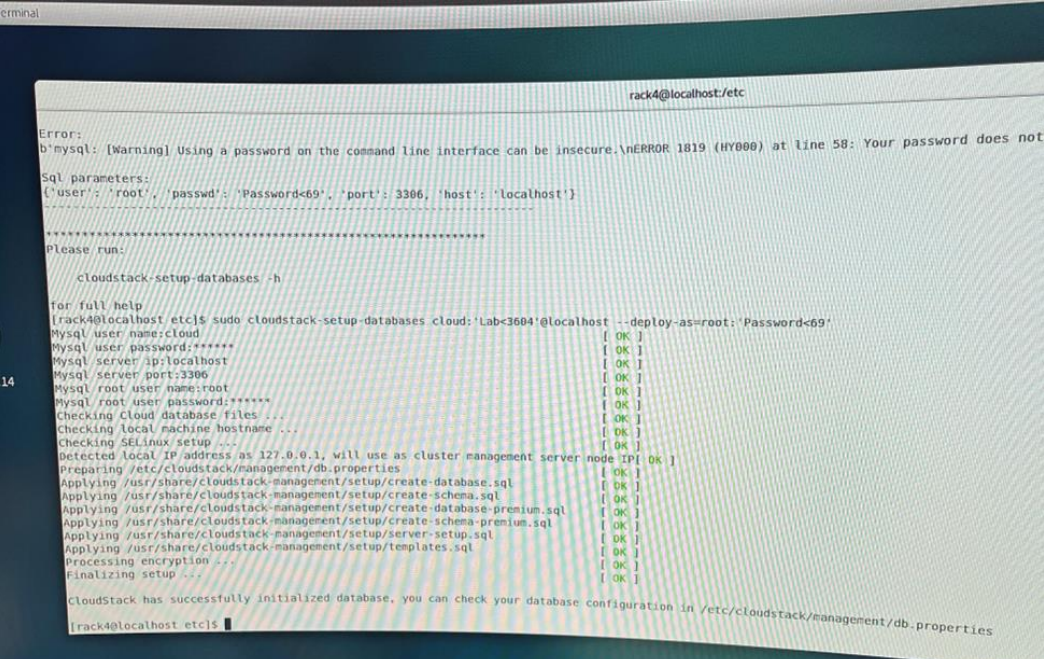 erminal
rack4@localhost:/etc
Error:
b'mysql: [Warning] Using a password on the command line interface can be insecure.\nERROR 1819 (HY000) at line 58: Your password does not
Sql parameters:
{'user': 'root', 'passwd': 'Password<69', 'port': 3306, 'host': 'localhost'}
--------------------------------------------------------------------
**************************************************************
Please run:
cloudstack-setup-databases -h
for full help
[rack4@localhost etc]$ sudo cloudstack-setup-databases cloud:'Lab<3604'@localhost --deploy-as=root:'Password<69'
Mysql user name:cloud [ OK ]
Mysql user password:****** [ OK ]
Mysql server ip:localhost [ OK ]
Mysql server port:3306 [ OK ]
Mysql root user name:root [ OK ]
Mysql root user password:****** [ OK ]
Checking Cloud database files ... [ OK ]
Checking local machine hostname ... [ OK ]
Checking SELinux setup ... [ OK ]
Detected local IP address as 127.0.0.1, will use as cluster management server node IP[ OK ]
Preparing /etc/cloudstack/management/db.properties [ OK ]
Applying /usr/share/cloudstack-management/setup/create-database.sql [ OK ]
Applying /usr/share/cloudstack-management/setup/create-schema.sql [ OK ]
Applying /usr/share/cloudstack-management/setup/create-database-premium.sql [ OK ]
Applying /usr/share/cloudstack-management/setup/create-schema-premium.sql [ OK ]
Applying /usr/share/cloudstack-management/setup/server-setup.sql [ OK ]
Applying /usr/share/cloudstack-management/setup/templates.sql [ OK ]
Processing encryption ... [ OK ]
Finalizing setup ... [ OK ]
CloudStack has successfully initialized database, you can check your database configuration in /etc/cloudstack/management/db.properties
[rack4@localhost etc]$
14